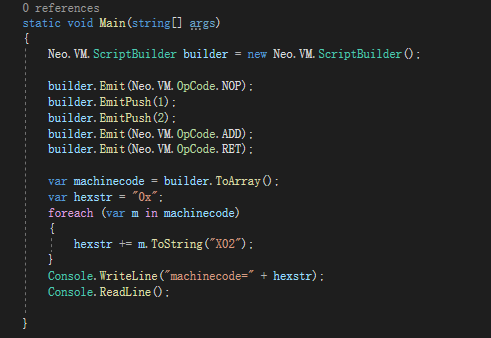 0 references
static void Main(string[] args)
{
Neo.VM.ScriptBuilder builder = new Neo.VM.ScriptBuilder();
builder.Emit(Neo.VM.OpCode.NOP);
builder.EmitPush(1);
builder.EmitPush(2);
builder.Emit(Neo.VM.OpCode.ADD);
builder.Emit(Neo.VM.OpCode.RET);
var machinecode = builder.ToArray();
var hexstr = "0x";
foreach (var m in machinecode)
{
hexstr += m.ToString("X02");
}
Console.WriteLine("machinecode=" + hexstr);
Console.ReadLine();
}